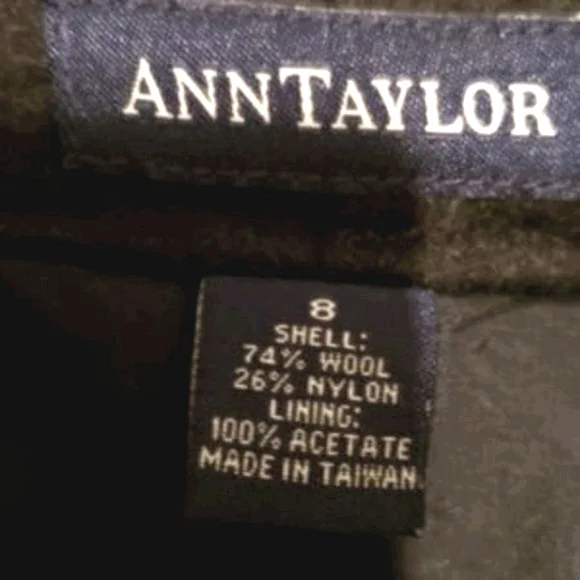 ANNTAYLOR
8
SHELL:
74% WOOL
26% NYLON
LINING:
100% ACETATE
MADE IN TAIWAN